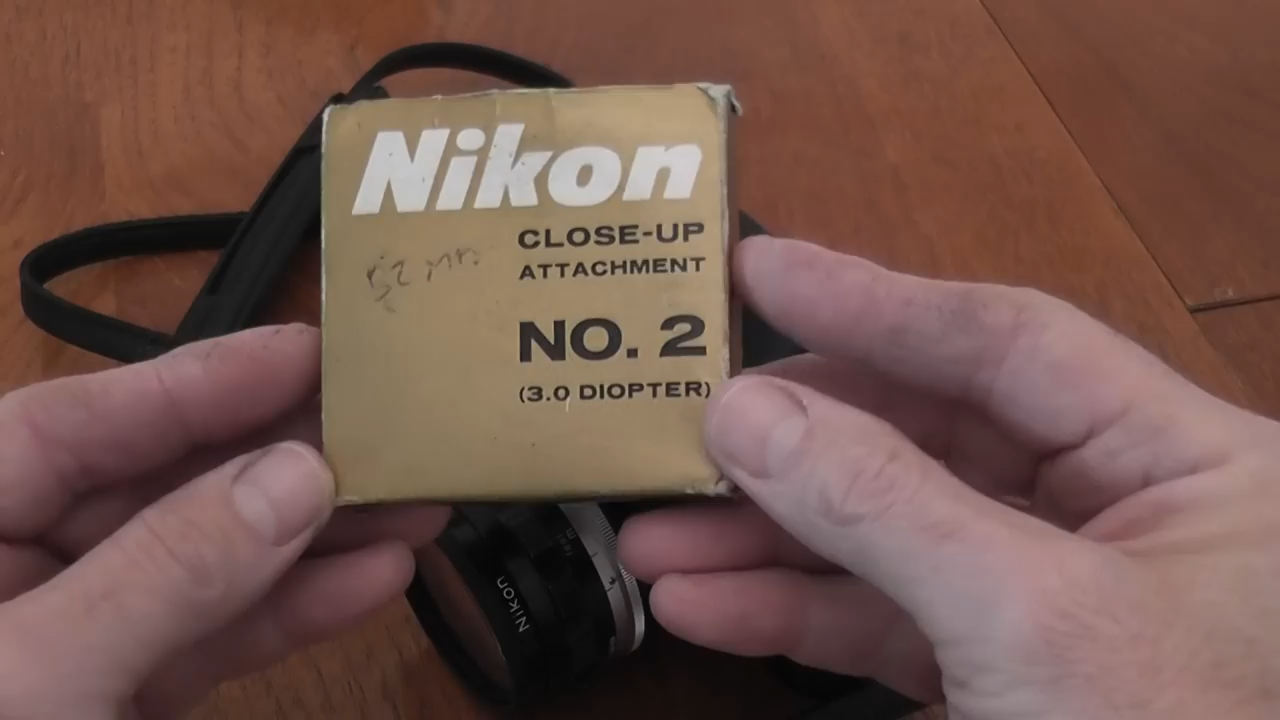 Nikon
CLOSE-UP
ATTACHMENT
52 mm
NO. 2
(3.0 DIOPTER)
Nikon